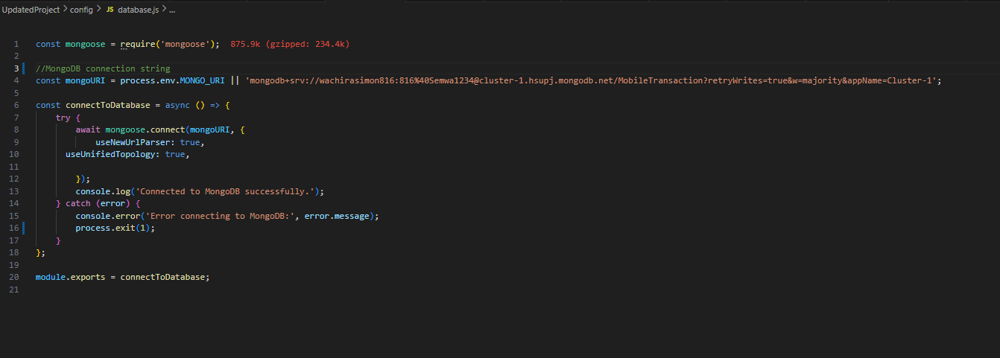 UpdatedProject > config > JS database.js > ...
1 const mongoose = require('mongoose'); 875.9k (gzipped: 234.4k)
2
3 //MongoDB connection string
4 const mongoURI = process.env.MONGO_URI || 'mongodb+srv://wachirasimon816:816%40Semwa1234@cluster-1.hsupj.mongodb.net/MobileTransaction?retryWrites=true&w=majority&appName=Cluster-1';
5
6 const connectToDatabase = async () => {
7 try {
8 await mongoose.connect(mongoURI, {
9 useNewUrlParser: true,
10 useUnifiedTopology: true,
11
12 });
13 console.log('Connected to MongoDB successfully.');
14 } catch (error) {
15 console.error('Error connecting to MongoDB:', error.message);
16 process.exit(1);
17 }
18 };
19
20 module.exports = connectToDatabase;
21